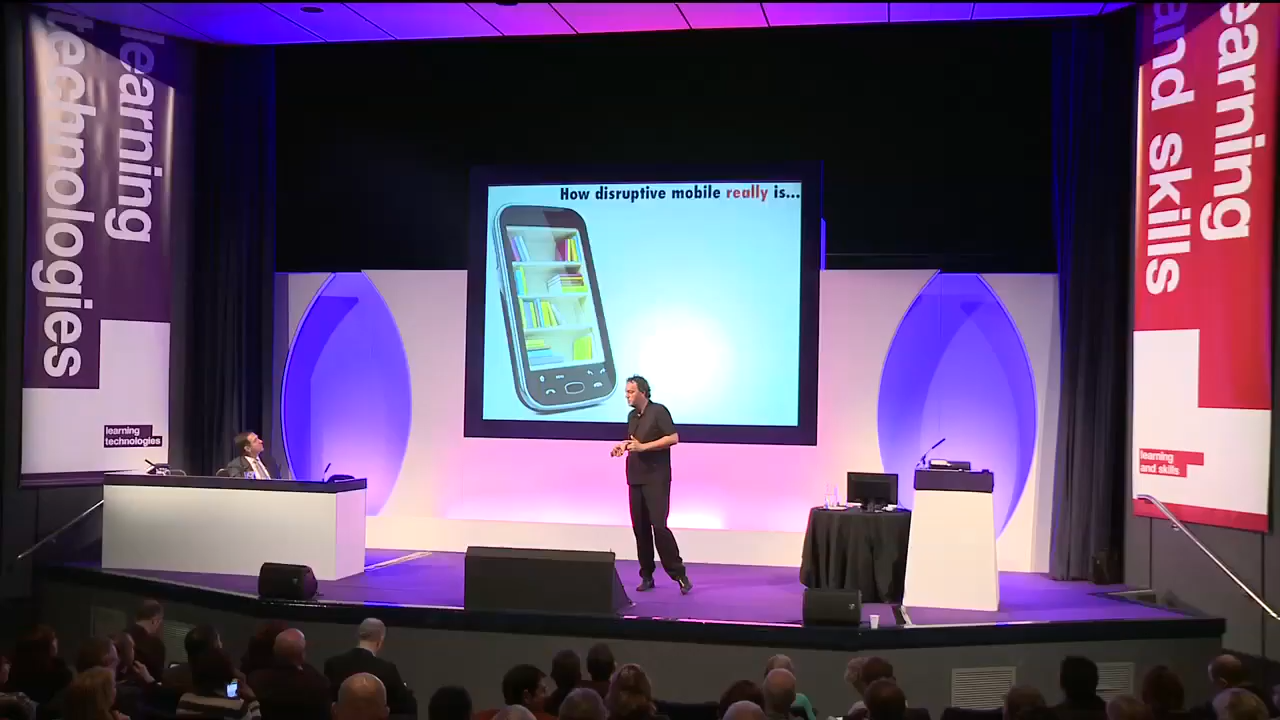 learning
technologies
learning
technologies
How disruptive mobile really is...
learning
and skills
learning
and skills